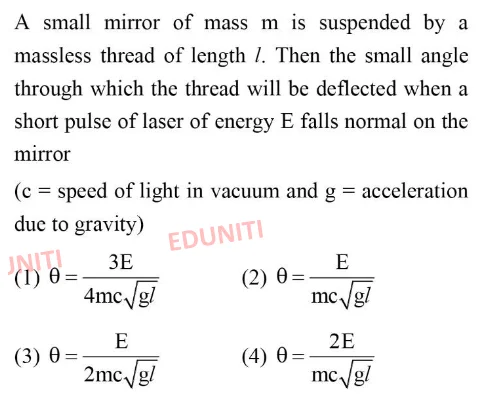 A small mirror of mass m is suspended by a
massless thread of length l. Then the small angle
through which the thread will be deflected when a
short pulse of laser of energy E falls normal on the
mirror
(c = speed of light in vacuum and g = acceleration
due to gravity)
EDUNITI
UNITI
(1) θ = 3E / 4mc√gl (2) θ = E / mc√gl
(3) θ = E / 2mc√gl (4) θ = 2E / mc√gl